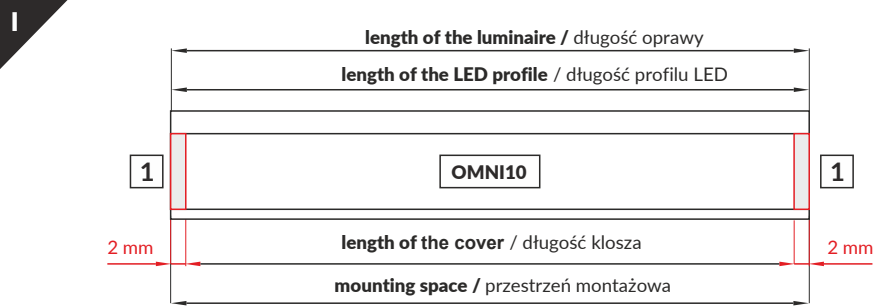 I
length of the luminaire / długość oprawy
length of the LED profile / długość profilu LED
1
OMNI10
1
2 mm
length of the cover / długość klosza
2 mm
mounting space / przestrzeń montażowa